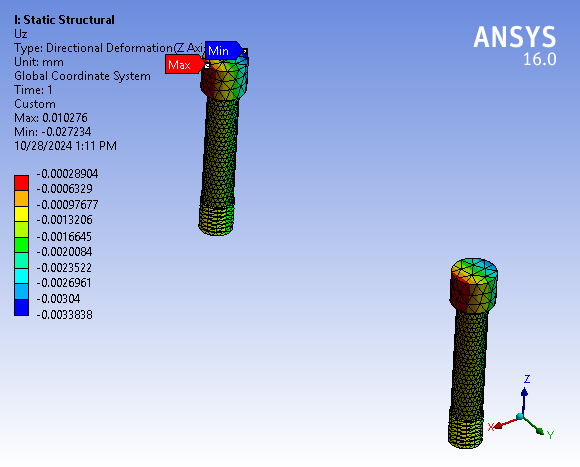 I: Static Structural
Uz
Type: Directional Deformation(Z Axi
Unit: mm
Global Coordinate System
Time: 1
Custom
Max: 0.010276
Min: -0.027234
10/28/2024 1:11 PM
Min
Max
ANSYS
16.0
-0.00028904
-0.0006329
-0.00097677
-0.0013206
-0.0016645
-0.0020084
-0.0023522
-0.0026961
-0.00304
-0.0033838
Z
X
Y